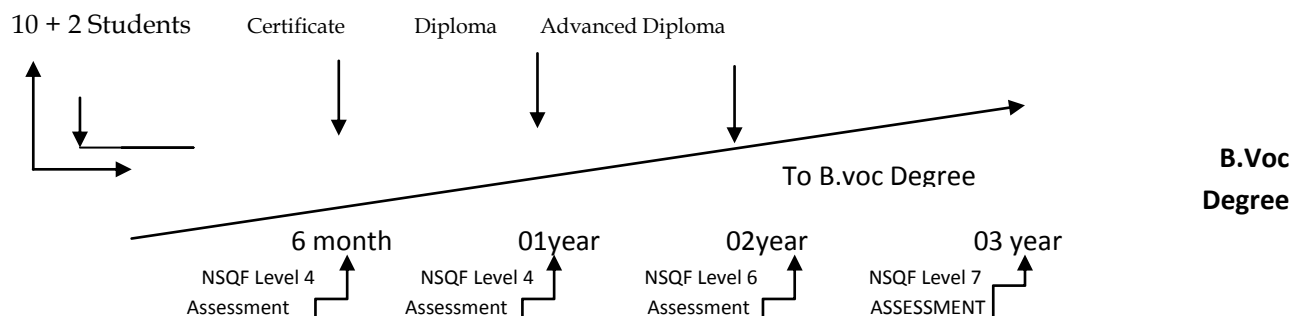 10 + 2 Students Certificate Diploma Advanced Diploma
To B.voc Degree
B.Voc
Degree
6 month 01year 02year 03 year
NSQF Level 4 NSQF Level 4 NSQF Level 6 NSQF Level 7
Assessment Assessment Assessment ASSESSMENT